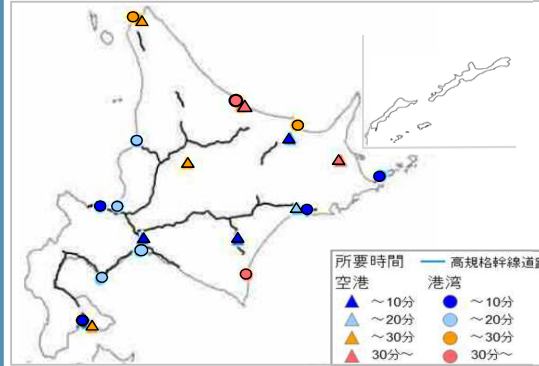 所要時間 高規格幹線道路
空港 港湾
～10分 ～10分
～20分 ～20分
～30分 ～30分
30分～ 30分～